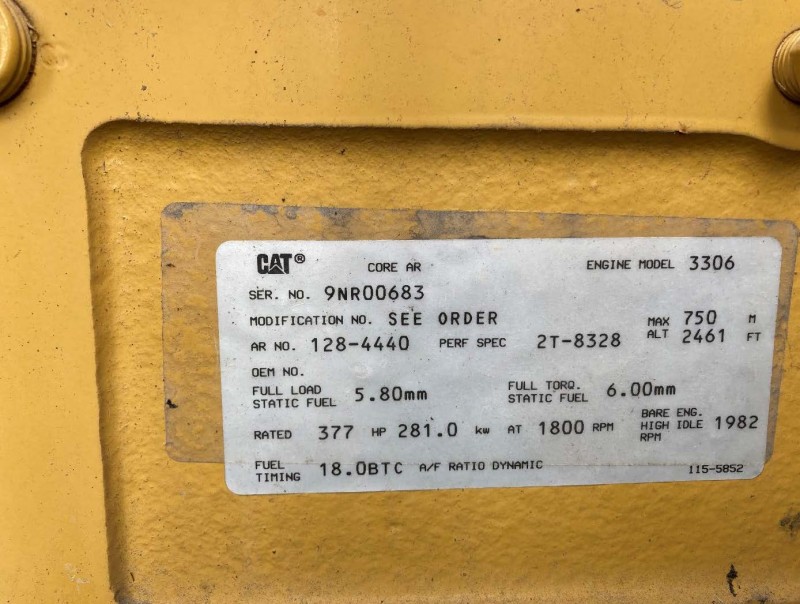 CAT® CORE AR ENGINE MODEL 3306
SER. NO. 9NR00683
MODIFICATION NO. SEE ORDER MAX ALT 750 M
AR NO. 128-4440 PERF SPEC 2T-8328 2461 FT
OEM NO.
FULL LOAD STATIC FUEL 5.80mm FULL TORQ. STATIC FUEL 6.00mm
RATED 377 HP 281.0 kw AT 1800 RPM BARE ENG. HIGH IDLE RPM 1982
FUEL TIMING 18.0BTC A/F RATIO DYNAMIC 115-5852